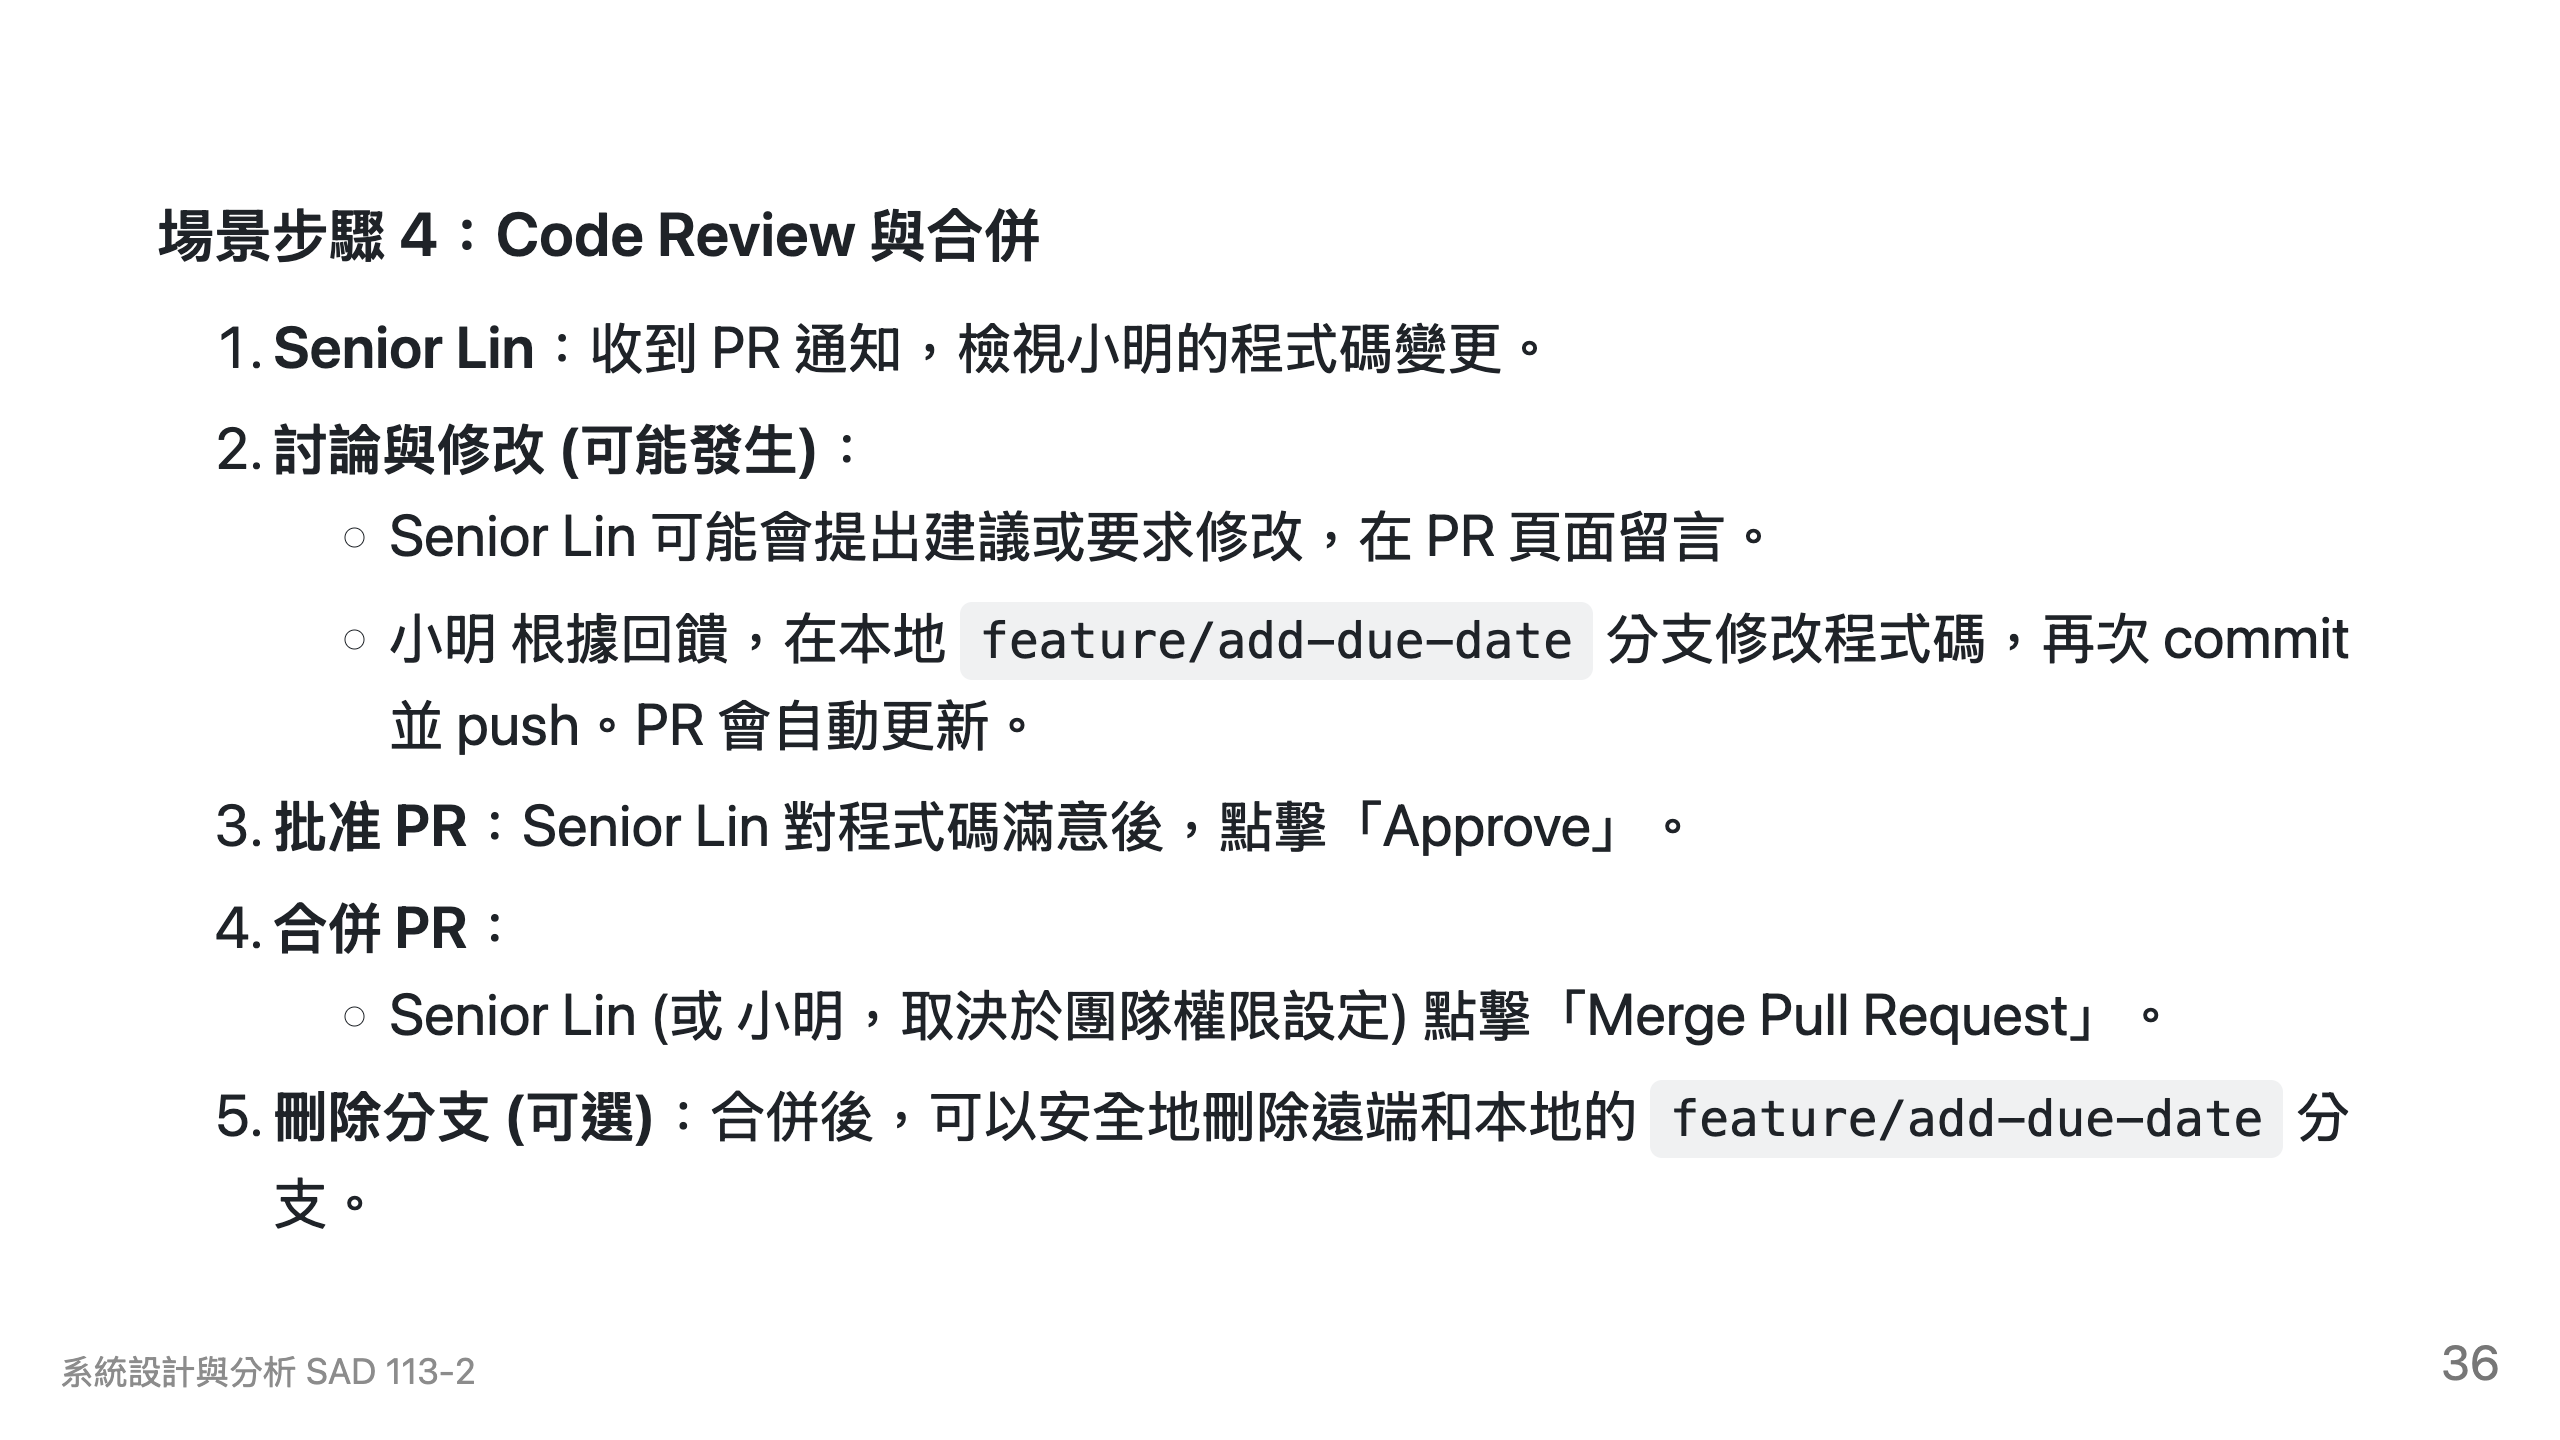 場景步驟 4：Code Review 與合併
1. Senior Lin：收到 PR 通知，檢視小明的程式碼變更。
2. 討論與修改 (可能發生)：
○ Senior Lin 可能會提出建議或要求修改，在 PR 頁面留言。
○ 小明 根據回饋，在本地 feature/add-due-date 分支修改程式碼，再次 commit
並 push。PR 會自動更新。
3. 批准 PR：Senior Lin 對程式碼滿意後，點擊「Approve」。
4. 合併 PR：
○ Senior Lin (或 小明，取決於團隊權限設定) 點擊「Merge Pull Request」。
5. 刪除分支 (可選)：合併後，可以安全地刪除遠端和本地的 feature/add-due-date 分
支。
系統設計與分析 SAD 113-2
36